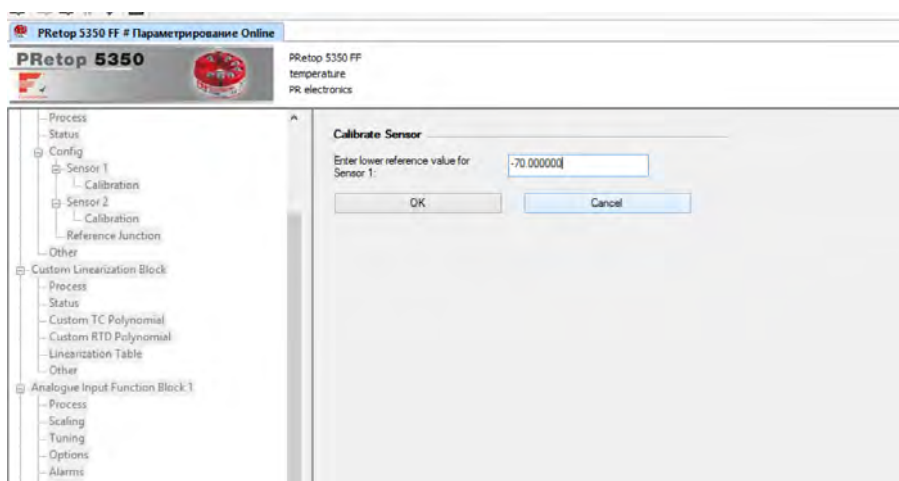 PRetop 5350 FF # Параметрирование Online
PRetop 5350
PRetop 5350 FF
temperature
PR electronics
Process
Status
Config
Sensor 1
Calibration
Sensor 2
Calibration
Reference Junction
Other
Custom Linearization Block
Process
Status
Custom TC Polynomial
Custom RTD Polynomial
Linearization Table
Other
Analogue Input Function Block 1
Process
Scaling
Tuning
Options
Alarms
Calibrate Sensor
Enter lower reference value for
Sensor 1:
-70.000000
OK
Cancel